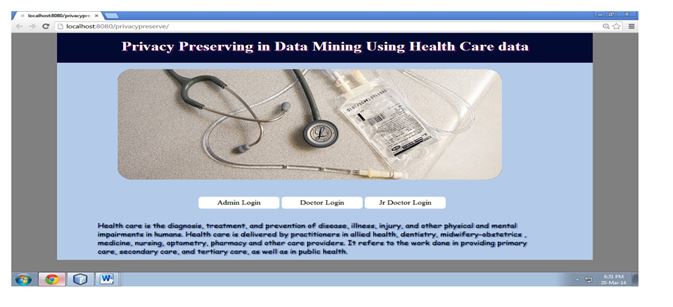 localhost:8080/privacypre
localhost:8080/privacypreserve/
Privacy Preserving in Data Mining Using Health Care data
Admin Login Doctor Login Jr Doctor Login
Health care is the diagnosis, treatment, and prevention of disease, illness, injury, and other physical and mental
impairments in humans. Health care is delivered by practitioners in allied health, dentistry, midwifery-obstetrics ,
medicine, nursing, optometry, pharmacy and other care providers. It refers to the work done in providing primary
care, secondary care, and tertiary care, as well as in public health.
6:31 PM
20-Mar-14